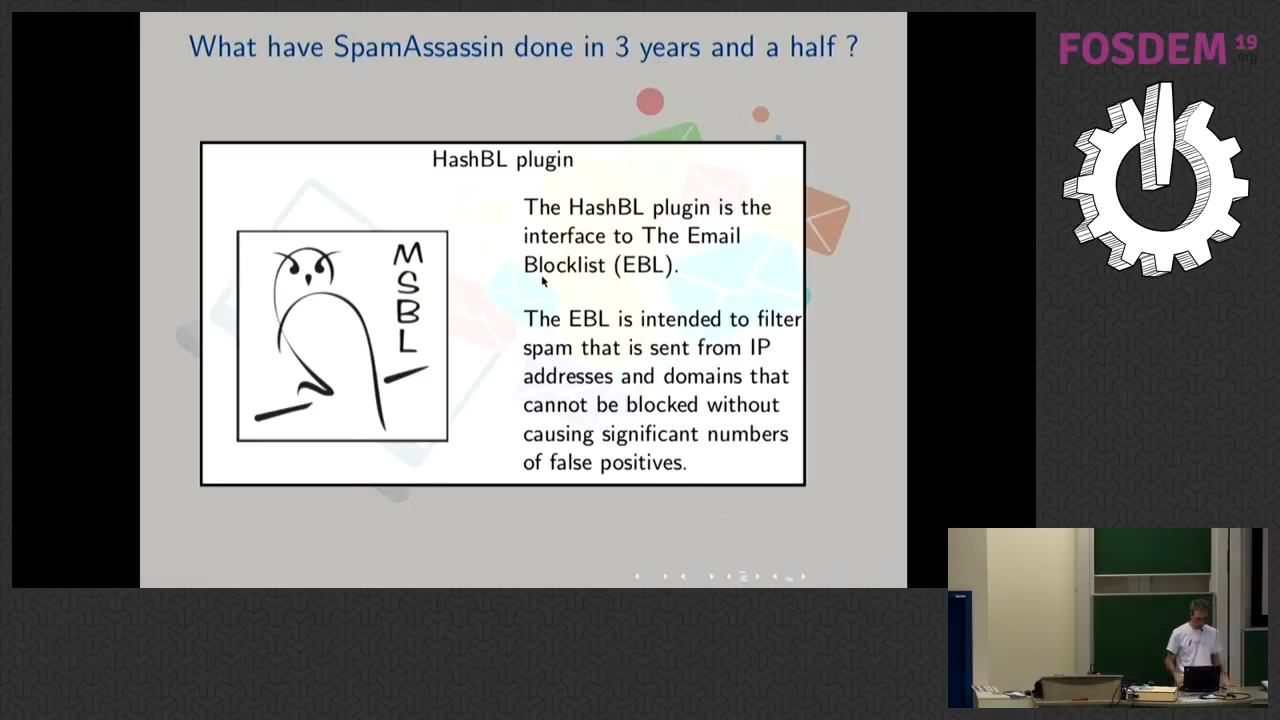 What have SpamAssassin done in 3 years and a half ?
FOSDEM 19
.org
HashBL plugin
The HashBL plugin is the
interface to The Email
Blocklist (EBL).
The EBL is intended to filter
spam that is sent from IP
addresses and domains that
cannot be blocked without
causing significant numbers
of false positives.
M
S
B
L